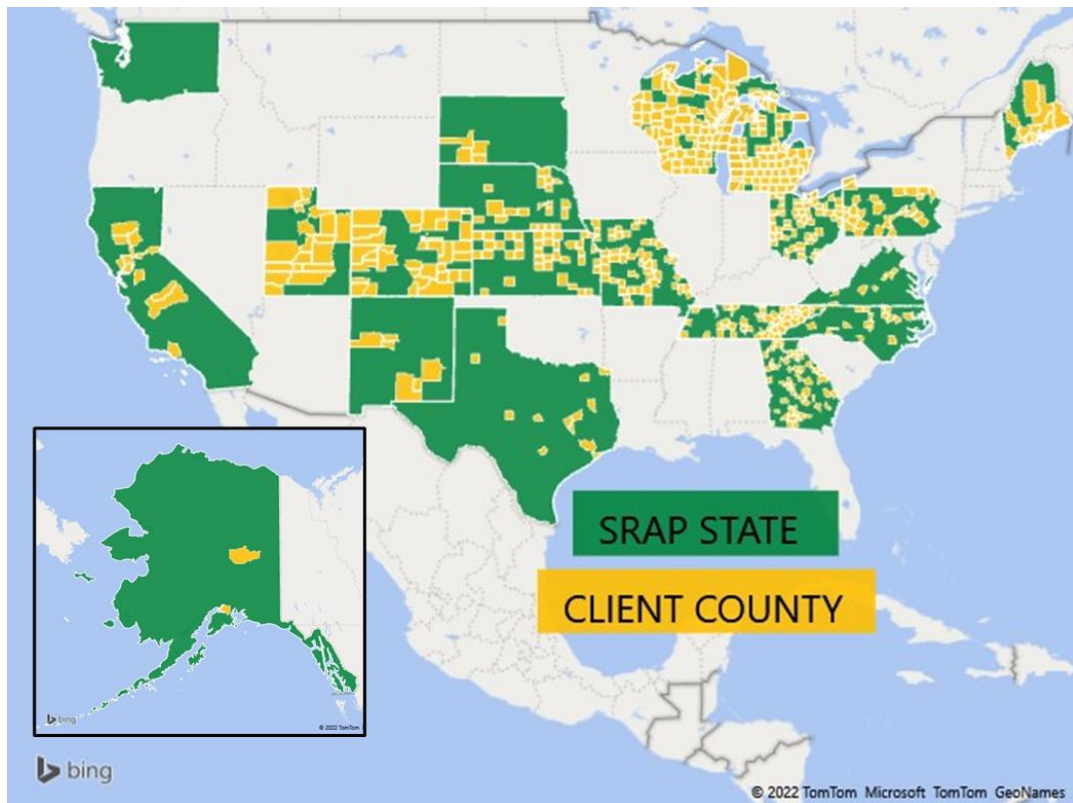 SRAP STATE
CLIENT COUNTY
bing
© 2022 TomTom
bing
© 2022 TomTom Microsoft TomTom GeoNames